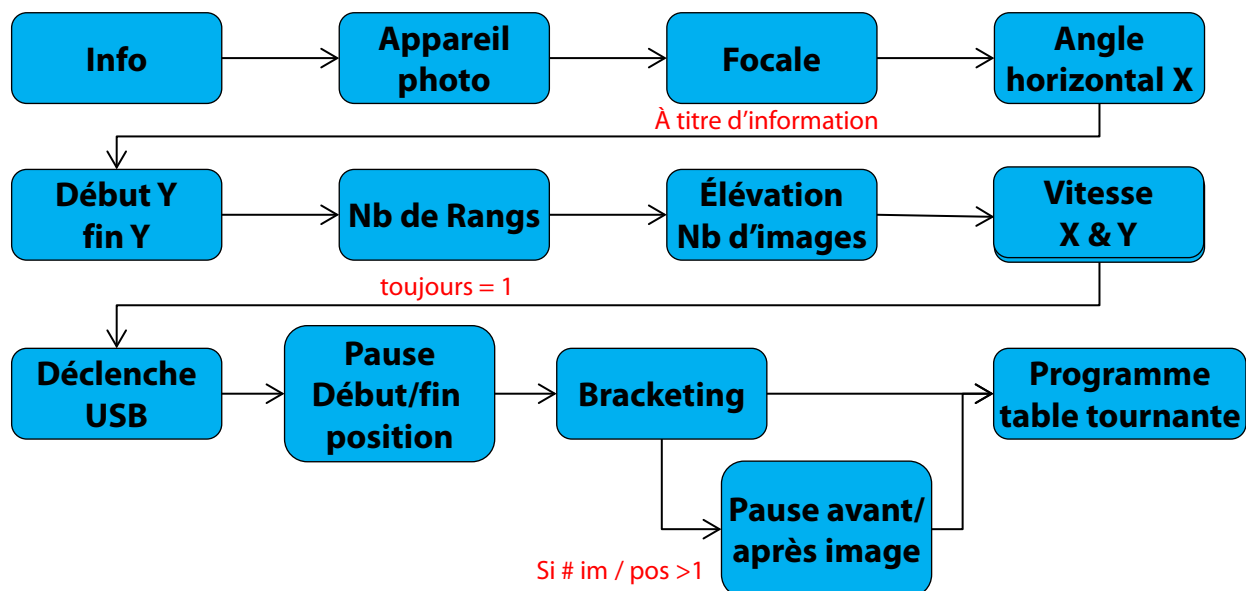 Info
Appareil
photo
Focale
Angle
horizontal X
À titre d’information
Début Y
fin Y
Nb de Rangs
Élévation
Nb d’images
Vitesse
X & Y
toujours = 1
Déclenche
USB
Pause
Début/fin
position
Bracketing
Programme
table tournante
Pause avant/
après image
Si # im / pos >1